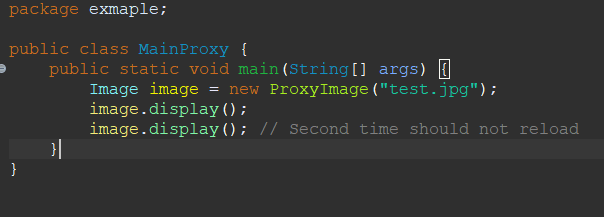 package exmaple;
public class MainProxy {
public static void main(String[] args) {
Image image = new ProxyImage("test.jpg");
image.display();
image.display(); // Second time should not reload
}
}